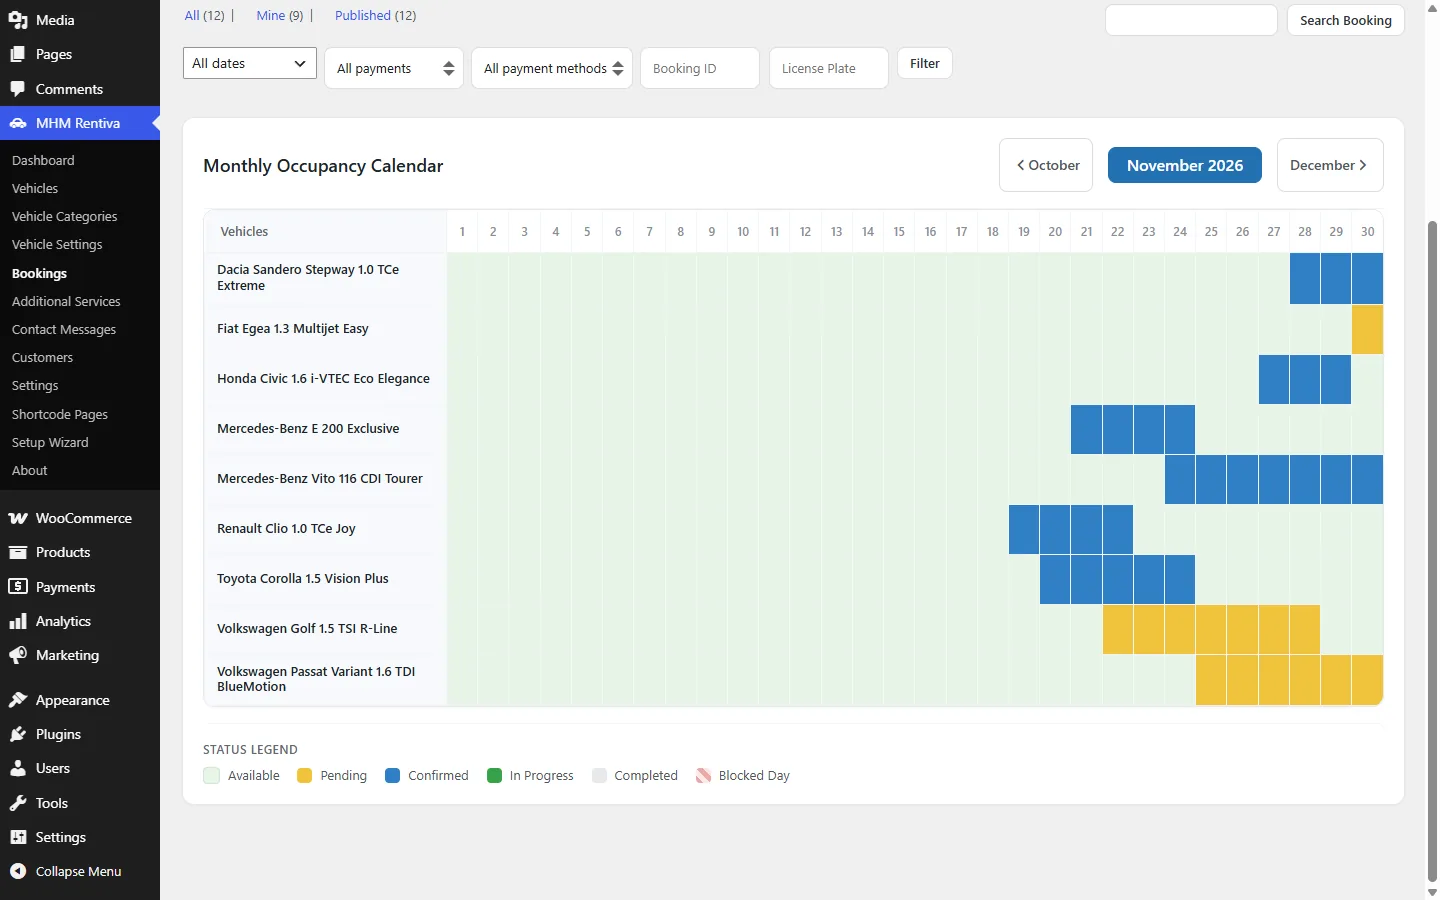 Media
Pages
Comments
MHM Rentiva
Dashboard
Vehicles
Vehicle Categories
Vehicle Settings
Bookings
Additional Services
Contact Messages
Customers
Settings
Shortcode Pages
Setup Wizard
About
WooCommerce
Products
Payments
Analytics
Marketing
Appearance
Plugins
Users
Tools
Settings
Collapse Menu
All (12) | Mine (9) | Published (12)
Search Booking
All dates All payments All payment methods Booking ID License Plate Filter
Monthly Occupancy Calendar
October November 2026 December
Vehicles 1 2 3 4 5 6 7 8 9 10 11 12 13 14 15 16 17 18 19 20 21 22 23 24 25 26 27 28 29 30
Dacia Sandero Stepway 1.0 TCe
Extreme
Fiat Egea 1.3 Multijet Easy
Honda Civic 1.6 i-VTEC Eco Elegance
Mercedes-Benz E 200 Exclusive
Mercedes-Benz Vito 116 CDI Tourer
Renault Clio 1.0 TCe Joy
Toyota Corolla 1.5 Vision Plus
Volkswagen Golf 1.5 TSI R-Line
Volkswagen Passat Variant 1.6 TDI
BlueMotion
STATUS LEGEND
Available Pending Confirmed In Progress Completed Blocked Day